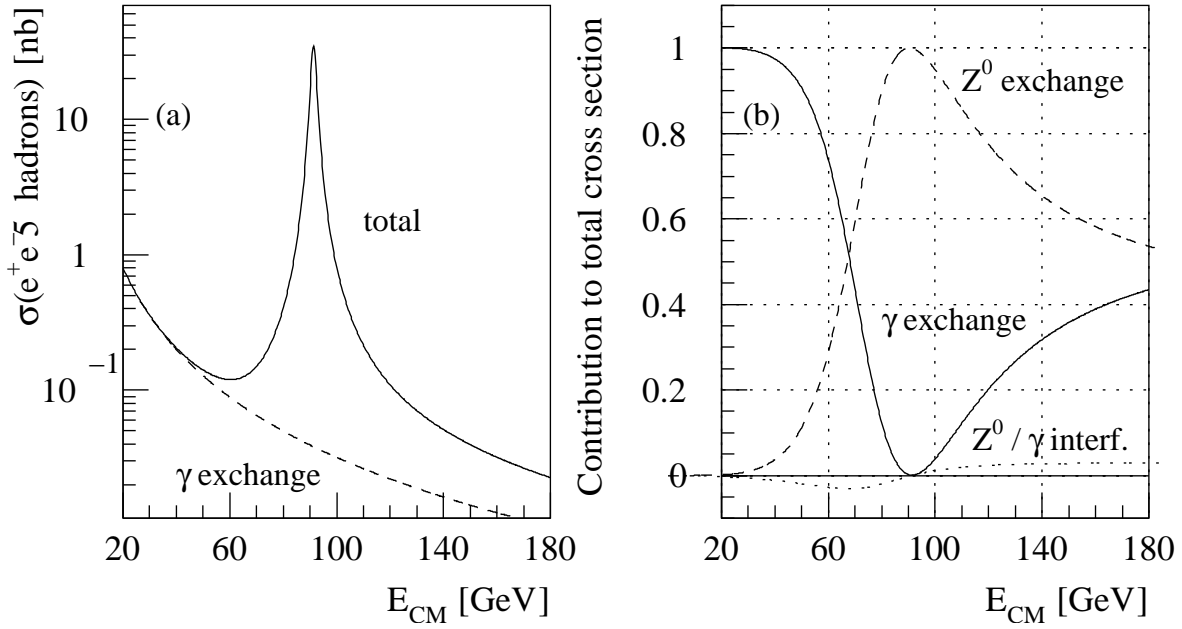 σ(e⁺e⁻5 hadrons) [nb]
10
1
10⁻¹
(a)
total
γ exchange
20 60 100 140 180
E_CM [GeV]
Contribution to total cross section
1
0.8
0.6
0.4
0.2
0
(b)
Z⁰ exchange
γ exchange
Z⁰ / γ interf.
20 60 100 140 180
E_CM [GeV]